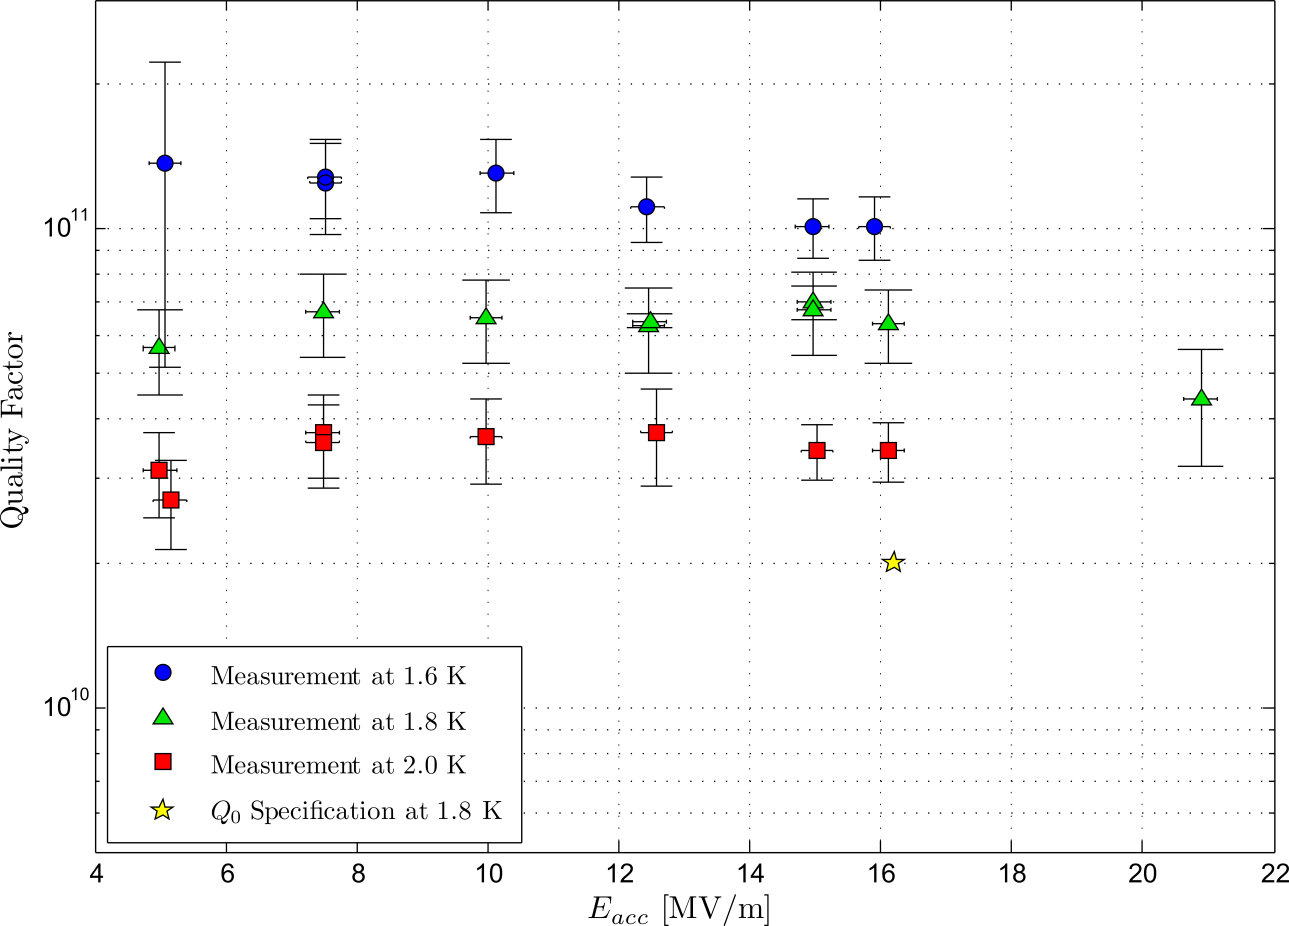 Quality Factor
10^11
10^10
Measurement at 1.6 K
Measurement at 1.8 K
Measurement at 2.0 K
Q_0 Specification at 1.8 K
4 6 8 10 12 14 16 18 20 22
E_acc [MV/m]